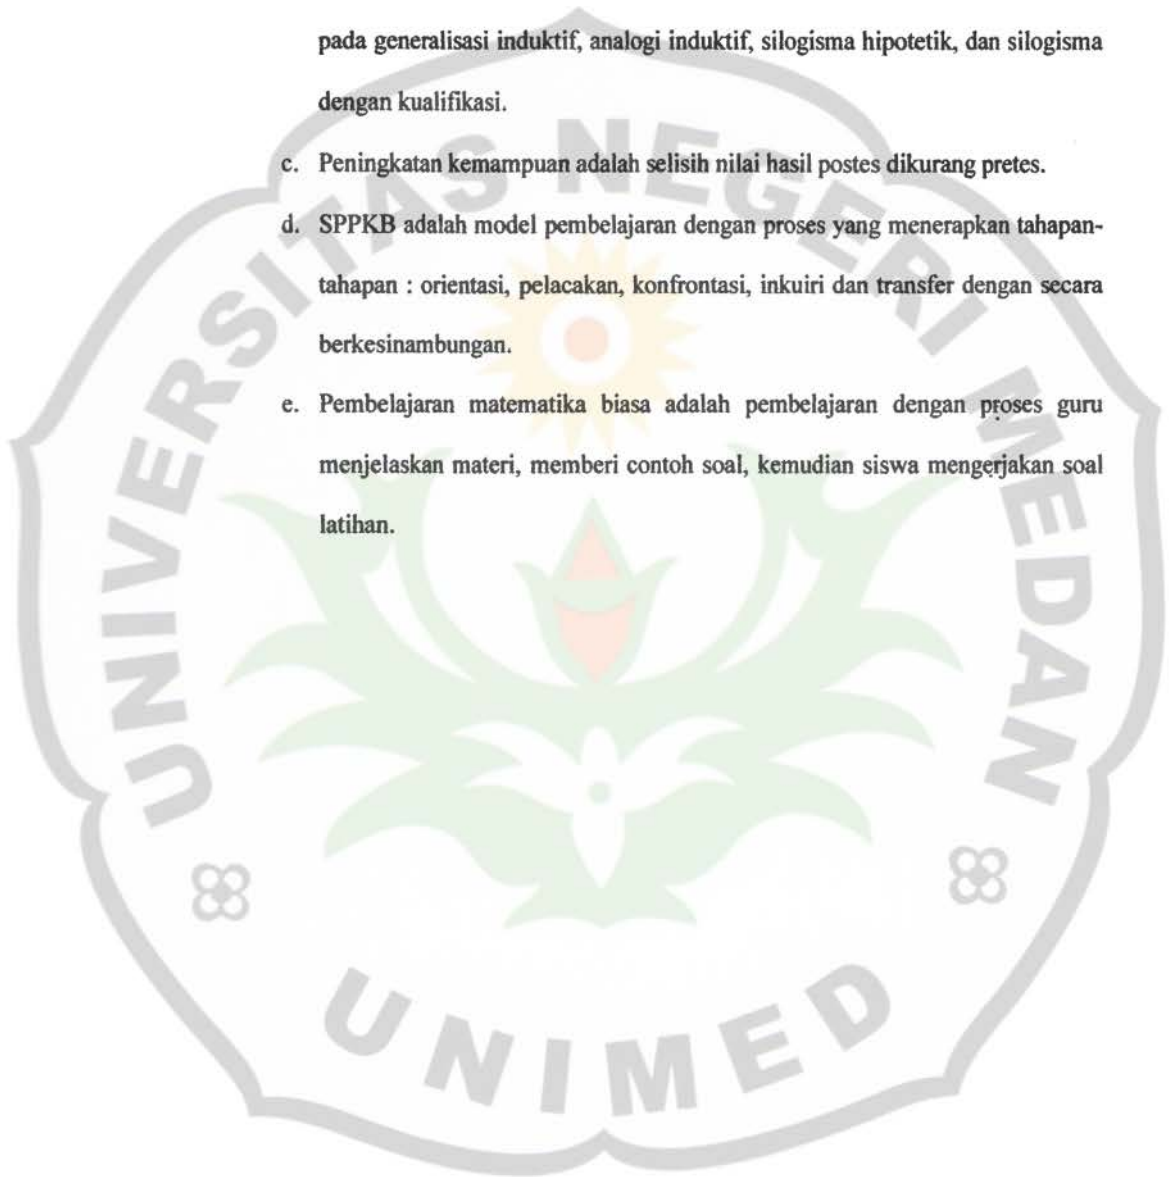 pada generalisasi induktif, analogi induktif, silogisma hipotetik, dan silogisma
dengan kualifikasi.
c. Peningkatan kemampuan adalah selisih nilai hasil postes dikurang pretes.
d. SPPKB adalah model pembelajaran dengan proses yang menerapkan tahapan-
tahapan : orientasi, pelacakan, konfrontasi, inkuiri dan transfer dengan secara
berkesinambungan.
e. Pembelajaran matematika biasa adalah pembelajaran dengan proses guru
menjelaskan materi, memberi contoh soal, kemudian siswa mengerjakan soal
latihan.
UNIVERSITAS NEGERI MEDAN
UNIMED